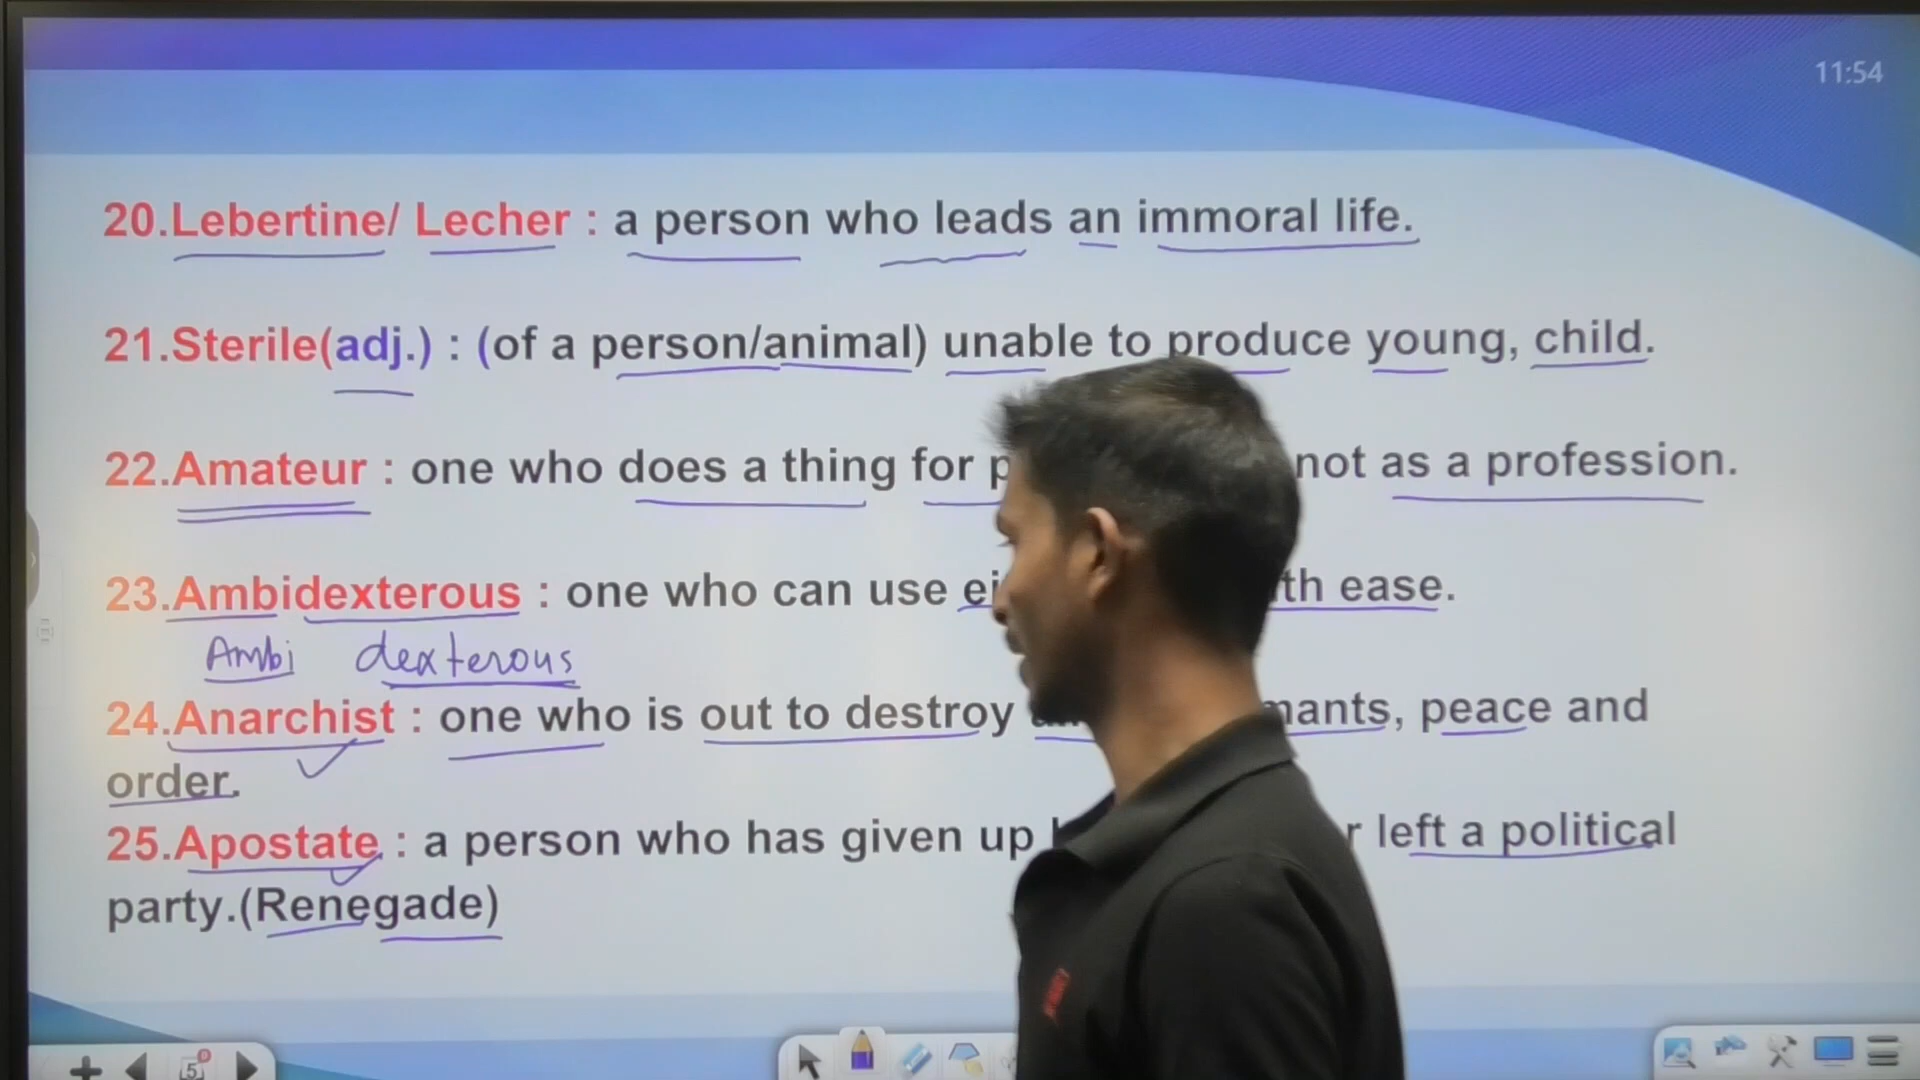 11:54
20.Lebertine/ Lecher : a person who leads an immoral life.
21.Sterile(adj.) : (of a person/animal) unable to produce young, child.
22.Amateur : one who does a thing for not as a profession.
23.Ambidexterous : one who can use ease.
Ambi dexterous
24.Anarchist : one who is out to destroy peace and
order.
25.Apostate : a person who has given up left a political
party.(Renegade)
5